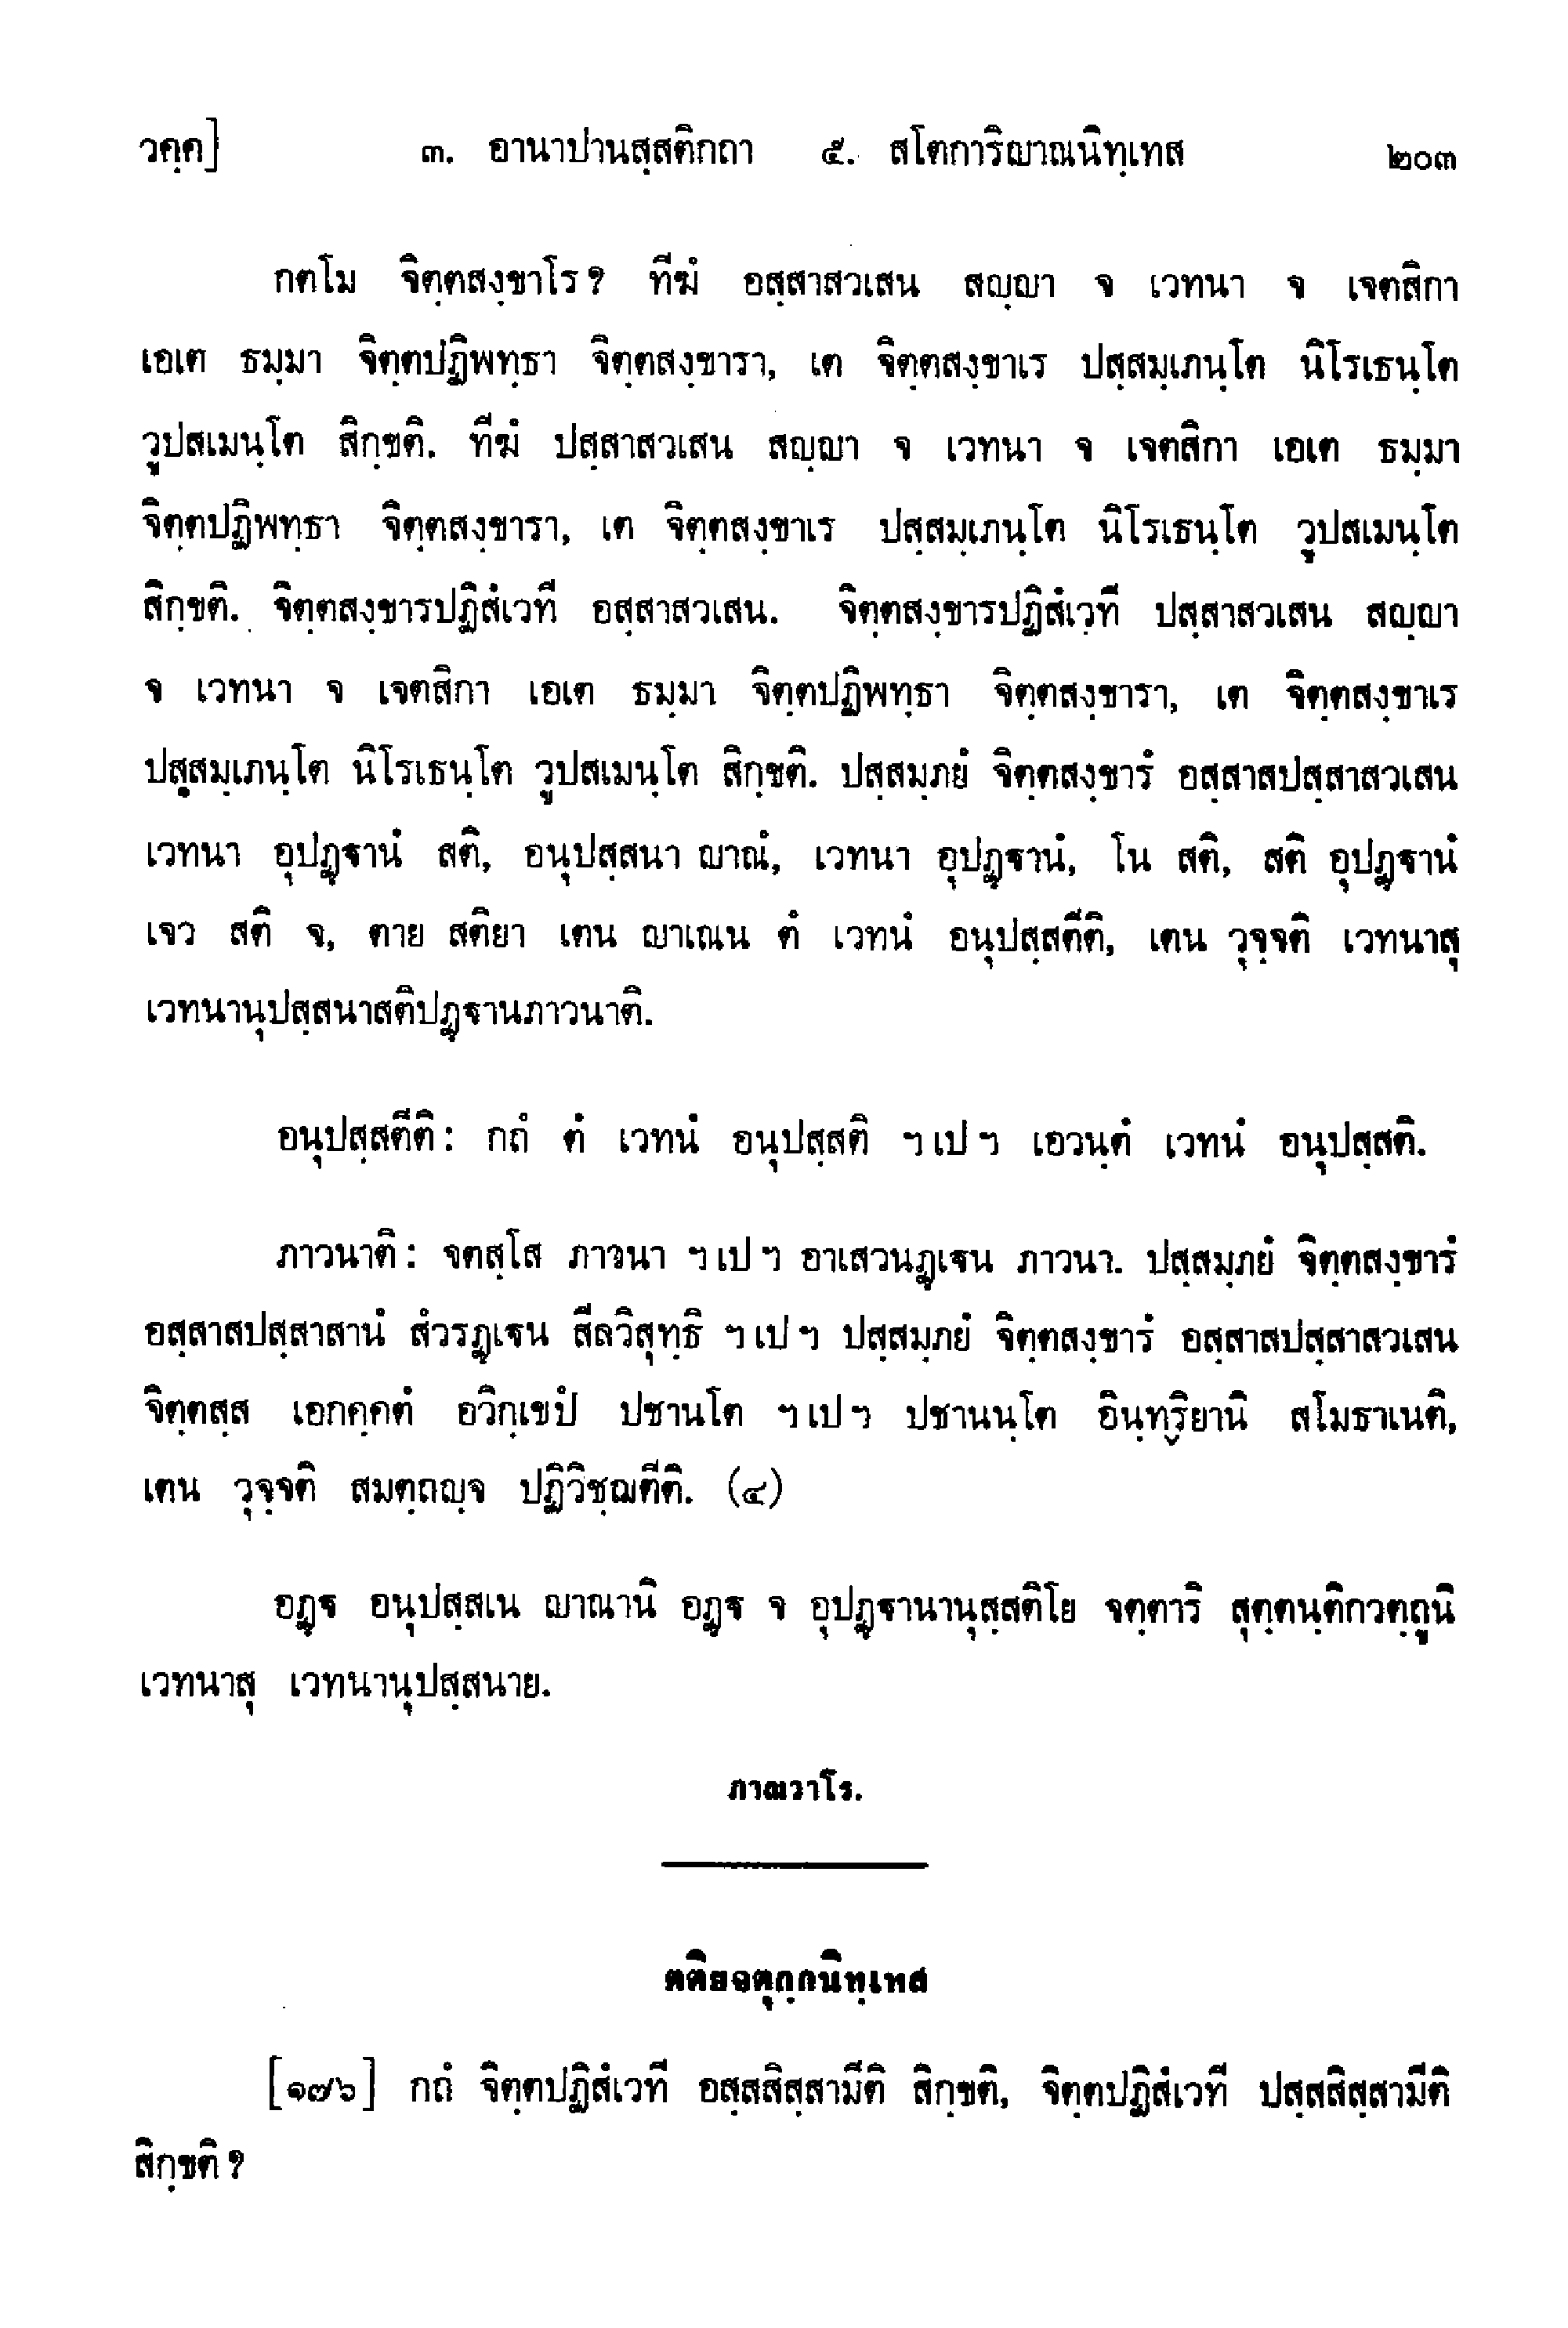 วคฺค]	๓. อานาปานสฺสติกถา ๕. สโตการิญาณนิทฺเทส	๒๐๓
กตโม จิตฺตสงฺขาโร? ทีฆํ อสฺสาสวเสน สญฺญา จ เวทนา จ เจตสิกา
เอเต ธมฺมา จิตฺตปฏิพทฺธา จิตฺตสงฺขารา, เต จิตฺตสงฺขาเร ปสฺสมฺเภนฺโต นิโรเธนฺโต
วูปสเมนฺโต สิกฺขติ. ทีฆํ ปสฺสาสวเสน สญฺญา จ เวทนา จ เจตสิกา เอเต ธมฺมา
จิตฺตปฏิพทฺธา จิตฺตสงฺขารา, เต จิตฺตสงฺขาเร ปสฺสมฺเภนฺโต นิโรเธนฺโต วูปสเมนฺโต
สิกฺขติ. จิตฺตสงฺขารปฏิสํเวที อสฺสาสวเสน. จิตฺตสงฺขารปฏิสํเวที ปสฺสาสวเสน สญฺญา
จ เวทนา จ เจตสิกา เอเต ธมฺมา จิตฺตปฏิพทฺธา จิตฺตสงฺขารา, เต จิตฺตสงฺขาเร
ปสฺสมฺเภนฺโต นิโรเธนฺโต วูปสเมนฺโต สิกฺขติ. ปสฺสมฺภยํ จิตฺตสงฺขารํ อสฺสาสปสฺสาสวเสน
เวทนา อุปฏฺฐานํ สติ, อนุปสฺสนา ญาณํ, เวทนา อุปฏฺฐานํ, โน สติ, สติ อุปฏฺฐานํ
เจว สติ จ, ตาย สติยา เตน ญาเณน ตํ เวทนํ อนุปสฺสตีติ, เตน วุจฺจติ เวทนาสุ
เวทนานุปสฺสนาสติปฏฺฐานภาวนาติ.
อนุปสฺสตีติ: กถํ ตํ เวทนํ อนุปสฺสติ ฯ เป ฯ เอวนฺตํ เวทนํ อนุปสฺสติ.
ภาวนาติ: จตสฺโส ภาวนา ฯ เป ฯ อาเสวนฏฺเฐน ภาวนา. ปสฺสมฺภยํ จิตฺตสงฺขารํ
อสฺสาสปสฺสาสานํ สํวรฏฺเฐน สีลวิสุทฺธิ ฯ เป ฯ ปสฺสมฺภยํ จิตฺตสงฺขารํ อสฺสาสปสฺสาสวเสน
จิตฺตสฺส เอกคฺคตํ อวิกฺเขปํ ปชานโต ฯ เป ฯ ปชานนฺโต อินฺทฺริยานิ สโมธาเนติ,
เตน วุจฺจติ สมตฺถญฺจ ปฏิวิชฺฌตีติ. (๔)
อฏฺฐ อนุปสฺสเน ญาณานิ อฏฺฐ จ อุปฏฺฐานานุสฺสติโย จตฺตาริ สุตฺตนฺติกวตฺถูนิ
เวทนาสุ เวทนานุปสฺสนาย.
ภาณวาโร.
ตติยจตุกฺกนิทฺเทส
[๑๗๖] กถํ จิตฺตปฏิสํเวที อสฺสสิสฺสามีติ สิกฺขติ, จิตฺตปฏิสํเวที ปสฺสสิสฺสามีติ
สิกฺขติ?